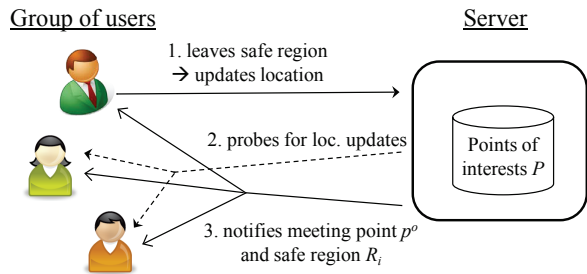 Group of users
Server
1. leaves safe region
→ updates location
2. probes for loc. updates
Points of
interests P
3. notifies meeting point pᵒ
and safe region Rᵢ